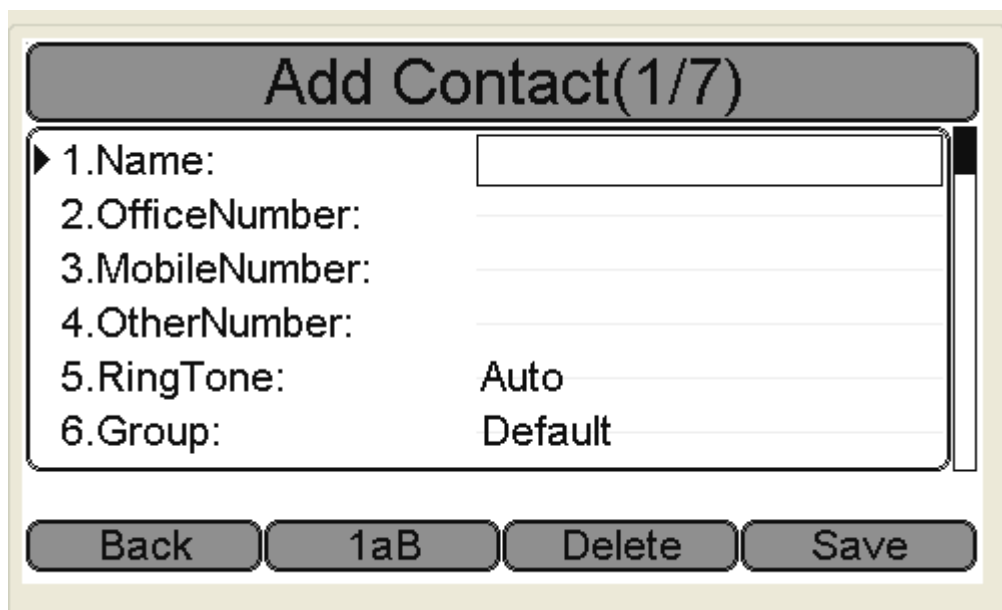 Add Contact(1/7)
1.Name:
2.OfficeNumber:
3.MobileNumber:
4.OtherNumber:
5.RingTone: Auto
6.Group: Default
Back 1aB Delete Save